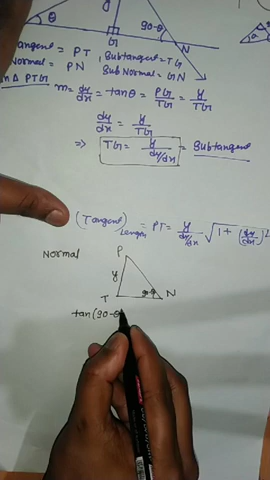 y
θ
90-θ
G
N
a
Tangent = PT , Subtangent = TG
Normal = PN Sub Normal = GN
In Δ PTG
m = dy/dx = tanθ = PG/TG = y/TG
dy/dx = y/TG
⇒ TG = y/dy/dx = Subtangent
(Tangent) Length = PT = y/dy/dx √1 + (dy/dx)²
Normal
P
y
T 90-θ N
tan(90-θ